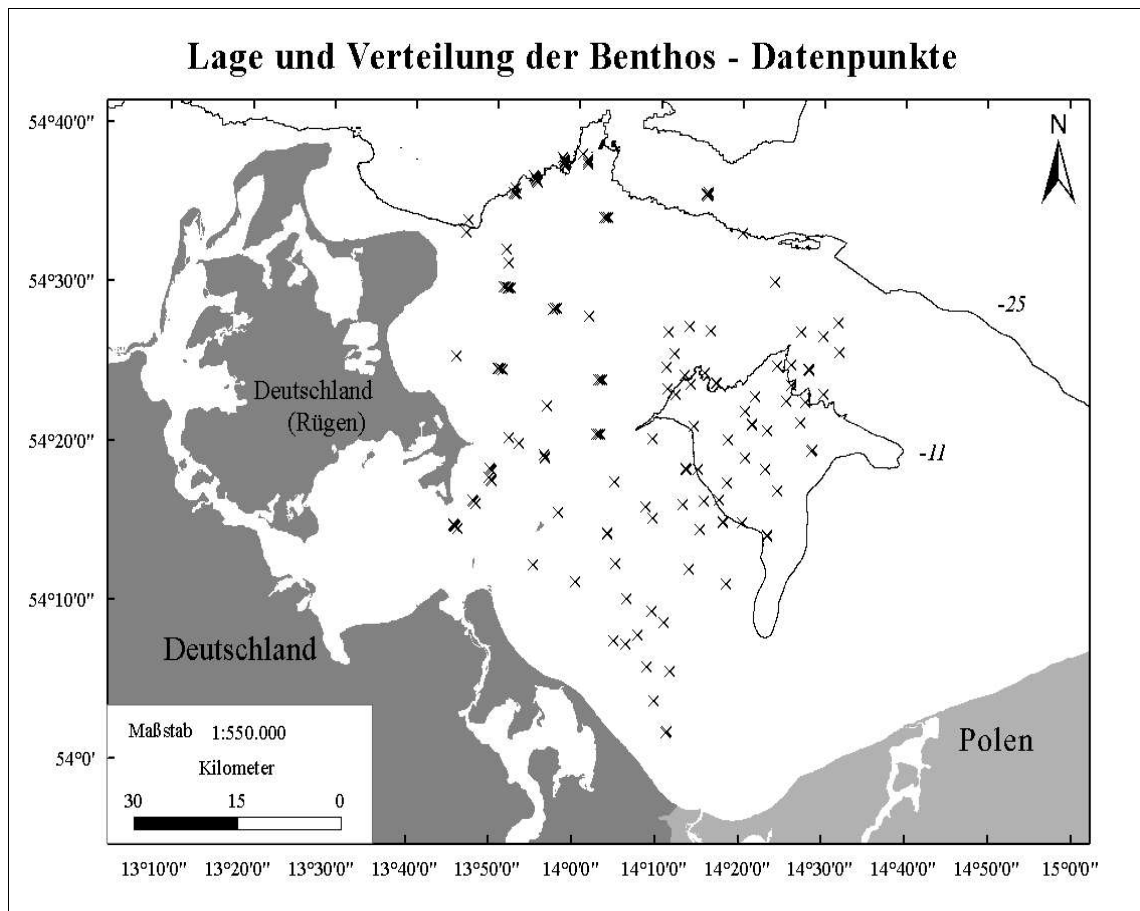 Lage und Verteilung der Benthos - Datenpunkte
54°40'0"
N
54°30'0"
-25
Deutschland
(Rügen)
54°20'0"
-11
54°10'0"
Deutschland
Maßstab 1:550.000
Kilometer
30 15 0
Polen
54°0'
13°10'0" 13°20'0" 13°30'0" 13°40'0" 13°50'0" 14°0'0" 14°10'0" 14°20'0" 14°30'0" 14°40'0" 14°50'0" 15°0'0"